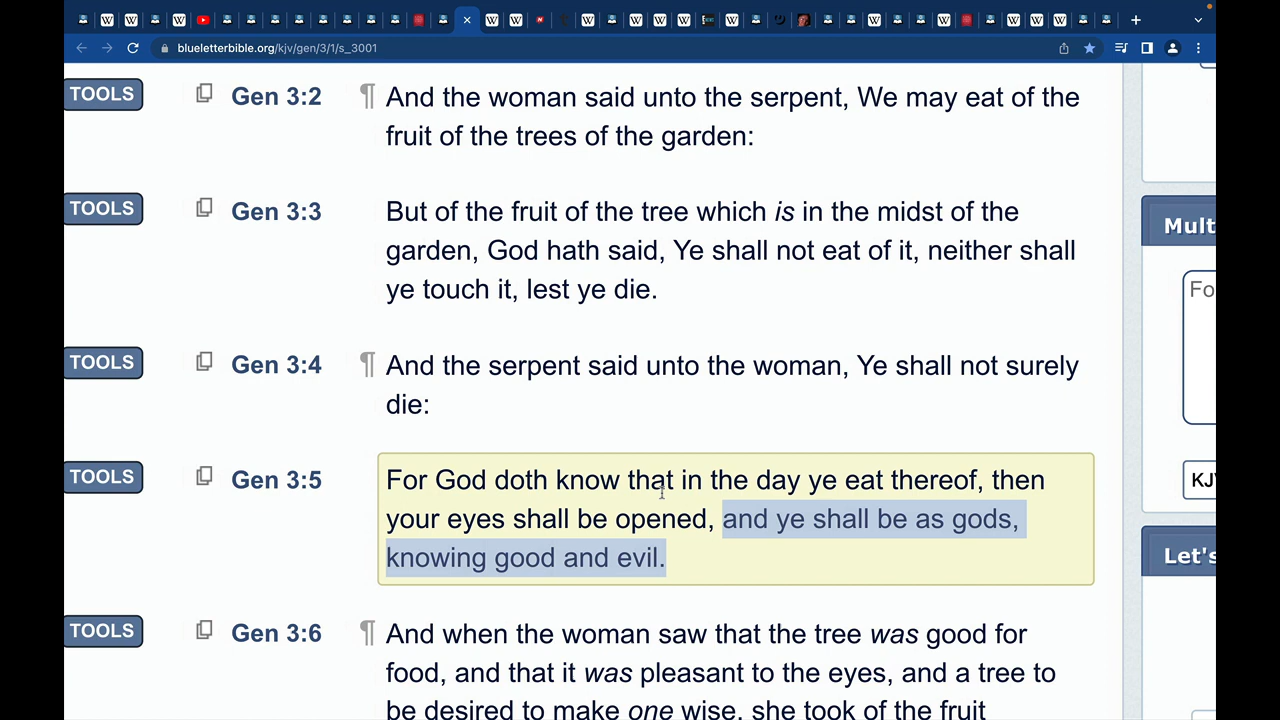 blueletterbible.org/kjv/gen/3/1/s_3001
TOOLS Gen 3:2 ¶ And the woman said unto the serpent, We may eat of the
fruit of the trees of the garden:
TOOLS Gen 3:3 But of the fruit of the tree which is in the midst of the
garden, God hath said, Ye shall not eat of it, neither shall
ye touch it, lest ye die.
TOOLS Gen 3:4 ¶ And the serpent said unto the woman, Ye shall not surely
die:
TOOLS Gen 3:5 For God doth know that in the day ye eat thereof, then
your eyes shall be opened, and ye shall be as gods,
knowing good and evil.
TOOLS Gen 3:6 ¶ And when the woman saw that the tree was good for
food, and that it was pleasant to the eyes, and a tree to
be desired to make one wise, she took of the fruit
Mult
Fo
KJ
Let's